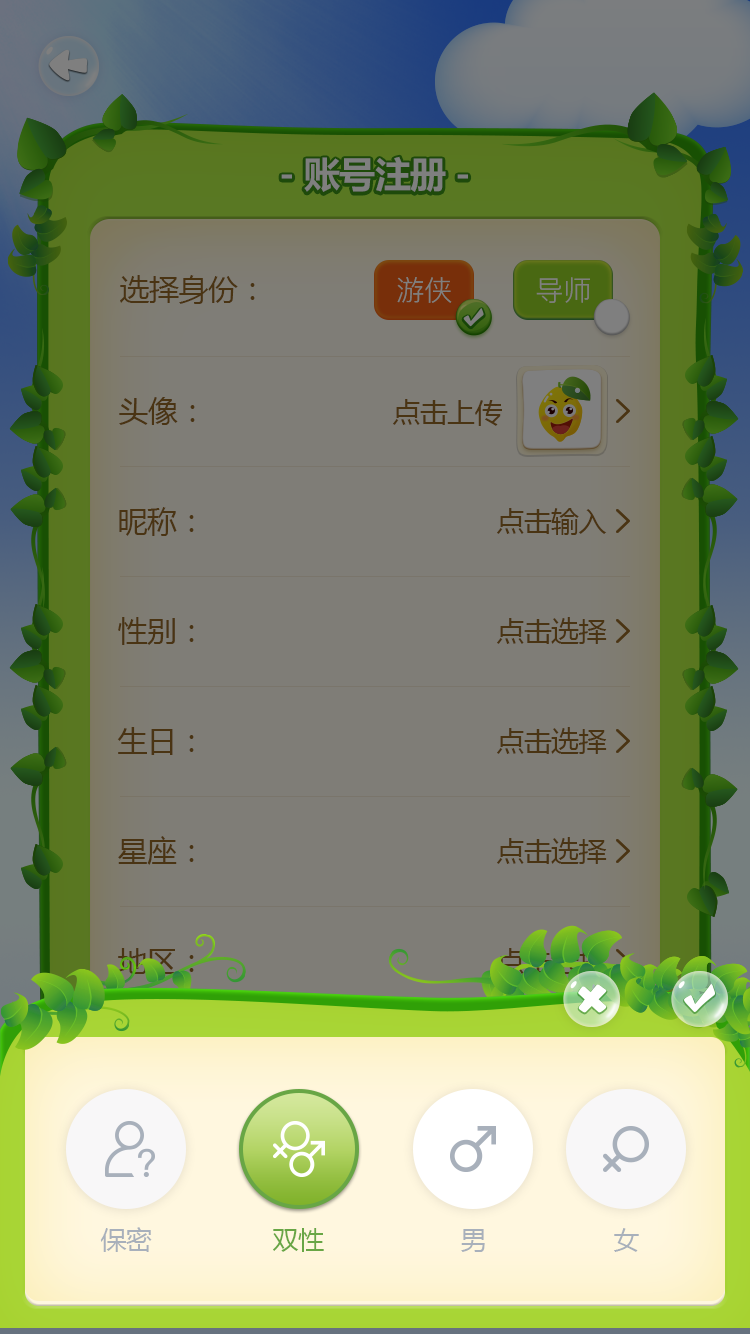 - 账号注册 -
选择身份： 游侠 导师
头像： 点击上传
昵称： 点击输入
性别： 点击选择
生日： 点击选择
星座： 点击选择
地区：
保密 双性 男 女